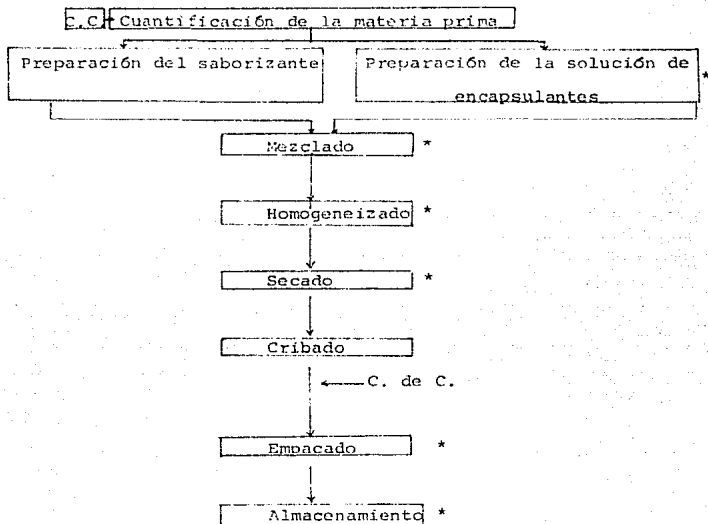 C.C. Cuantificación de la materia prima
Preparación del saborizante
Preparación de la solución de
encapsulantes *
Mezclado *
Homogeneizado *
Secado *
Cribado
C. de C.
Empacado *
Almacenamiento *